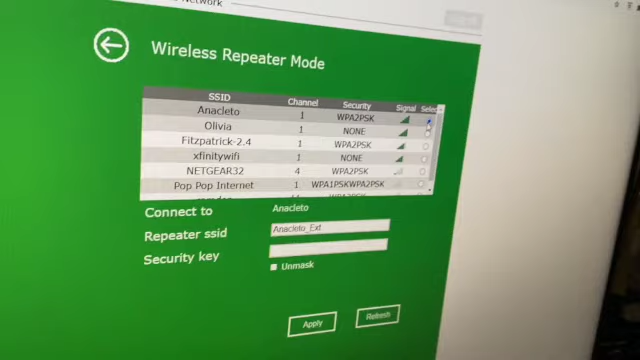 Network
Wireless Repeater Mode
SSID Channel Security Signal Select
Anacleto 1 WPA2PSK
Olivia 1 NONE
Fitzpatrick-2.4 1 WPA2PSK
xfinitywifi 1 NONE
NETGEAR32 4 WPA2PSK
Pop Pop Internet 1 WPA1PSKWPA2PSK
Connect to Anacleto
Repeater ssid Anacleto_Ext
Security key
Unmask
Apply Refresh